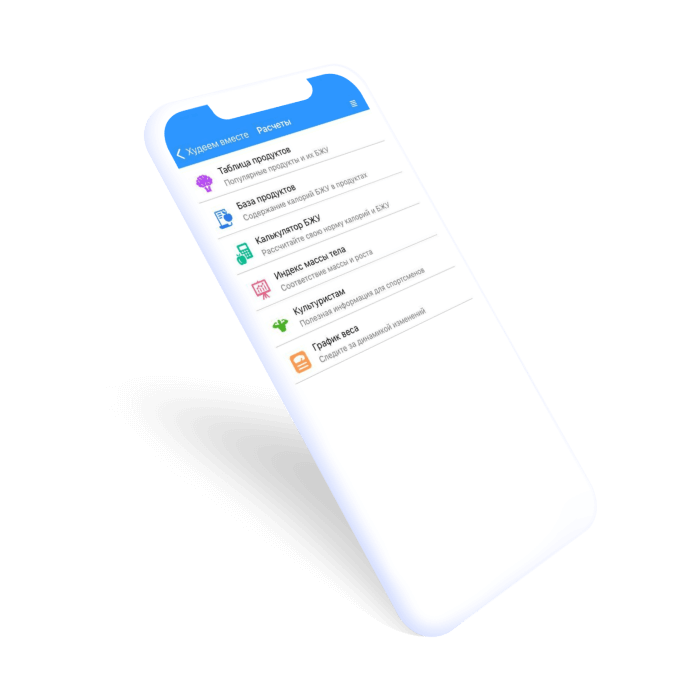 Худеем вместе Расчеты
Таблица продуктов
Популярные продукты и их БЖУ
База продуктов
Содержание калорий БЖУ в продуктах
Калькулятор БЖУ
Рассчитайте свою норму калорий и БЖУ
Индекс массы тела
Соответствие массы и роста
Культуристам
Полезная информация для спортсменов
График веса
Следите за динамикой изменений